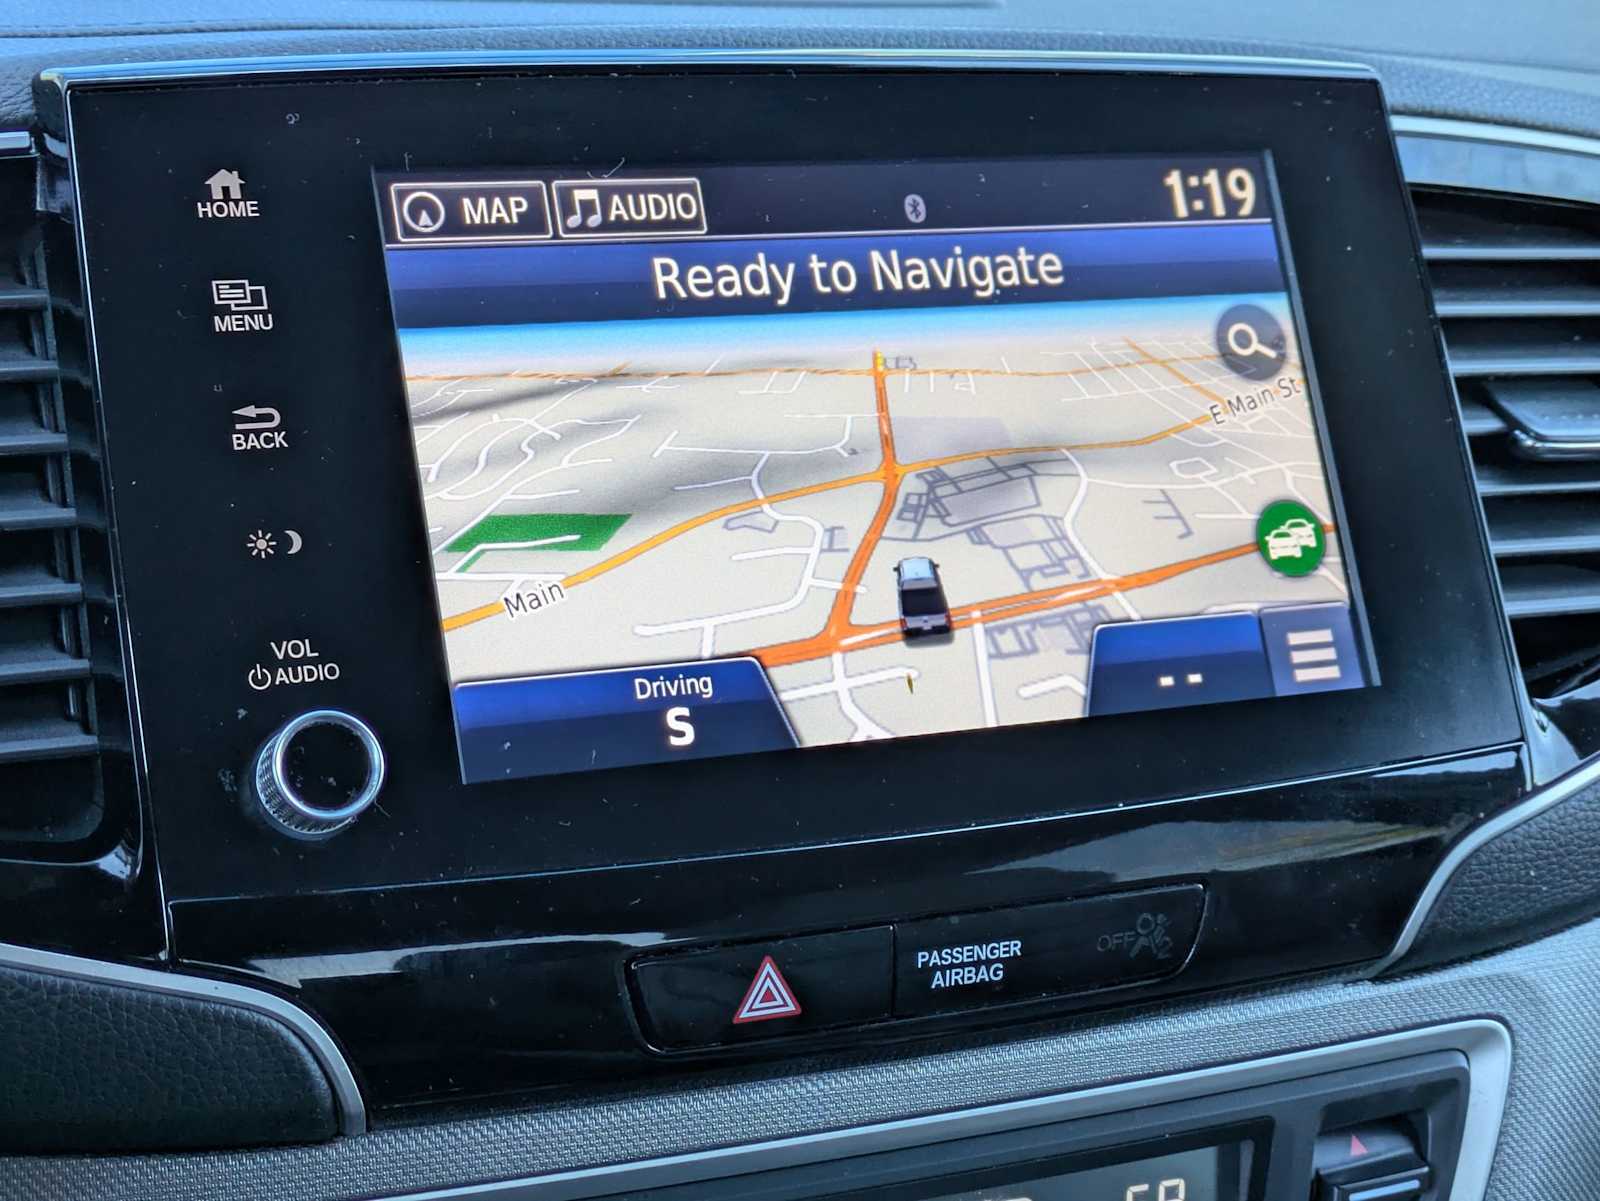 HOME
MENU
BACK
VOL
AUDIO
MAP
AUDIO
1:19
Ready to Navigate
E Main St
Main
Driving
S
--
PASSENGER
AIRBAG
OFF
2